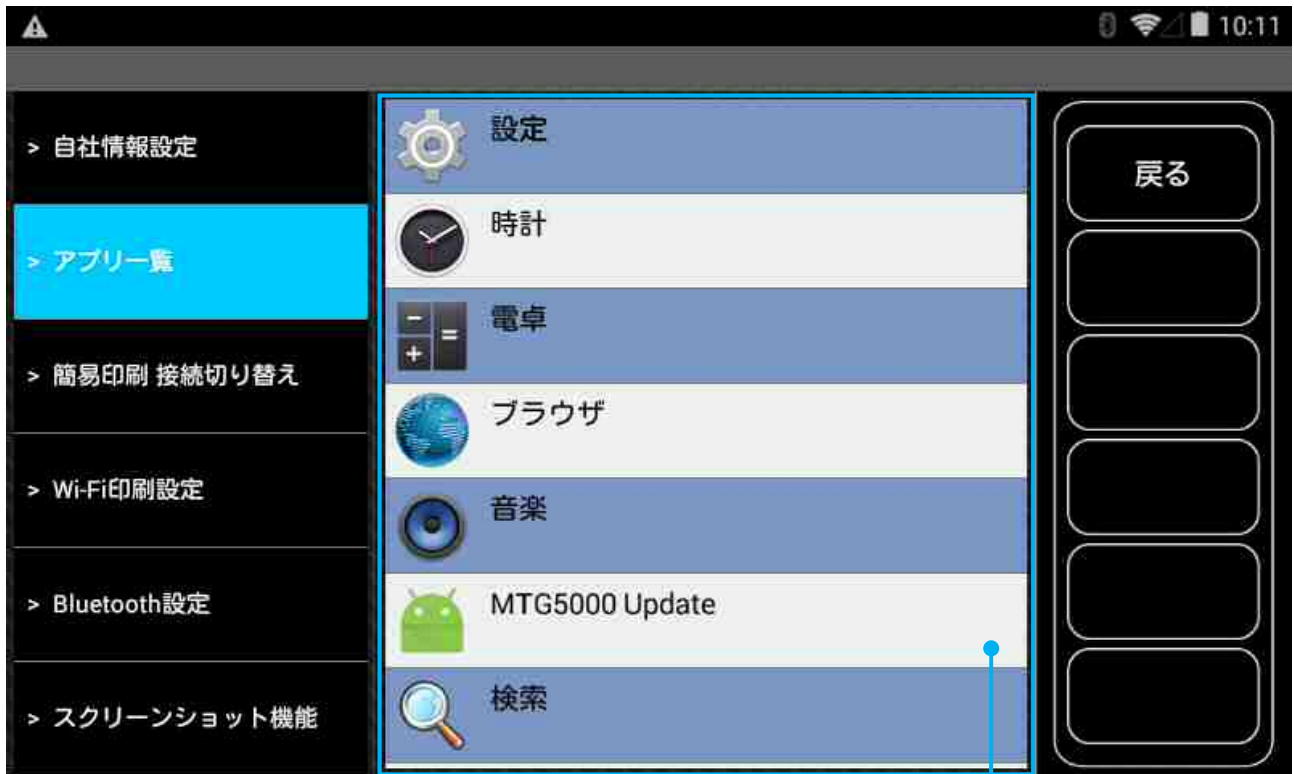 10:11
> 自社情報設定
> アプリ一覧
> 簡易印刷 接続切り替え
> Wi-Fi印刷設定
> Bluetooth設定
> スクリーンショット機能
設定
時計
電卓
ブラウザ
音楽
MTG5000 Update
検索
戻る